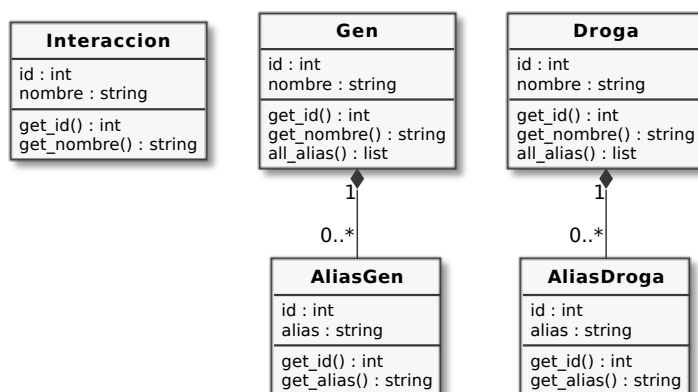 Interaccion
id : int
nombre : string
get_id() : int
get_nombre() : string
Gen
id : int
nombre : string
get_id() : int
get_nombre() : string
all_alias() : list
Droga
id : int
nombre : string
get_id() : int
get_nombre() : string
all_alias() : list
1
0..*
1
0..*
AliasGen
id : int
alias : string
get_id() : int
get_alias() : string
AliasDroga
id : int
alias : string
get_id() : int
get_alias() : string